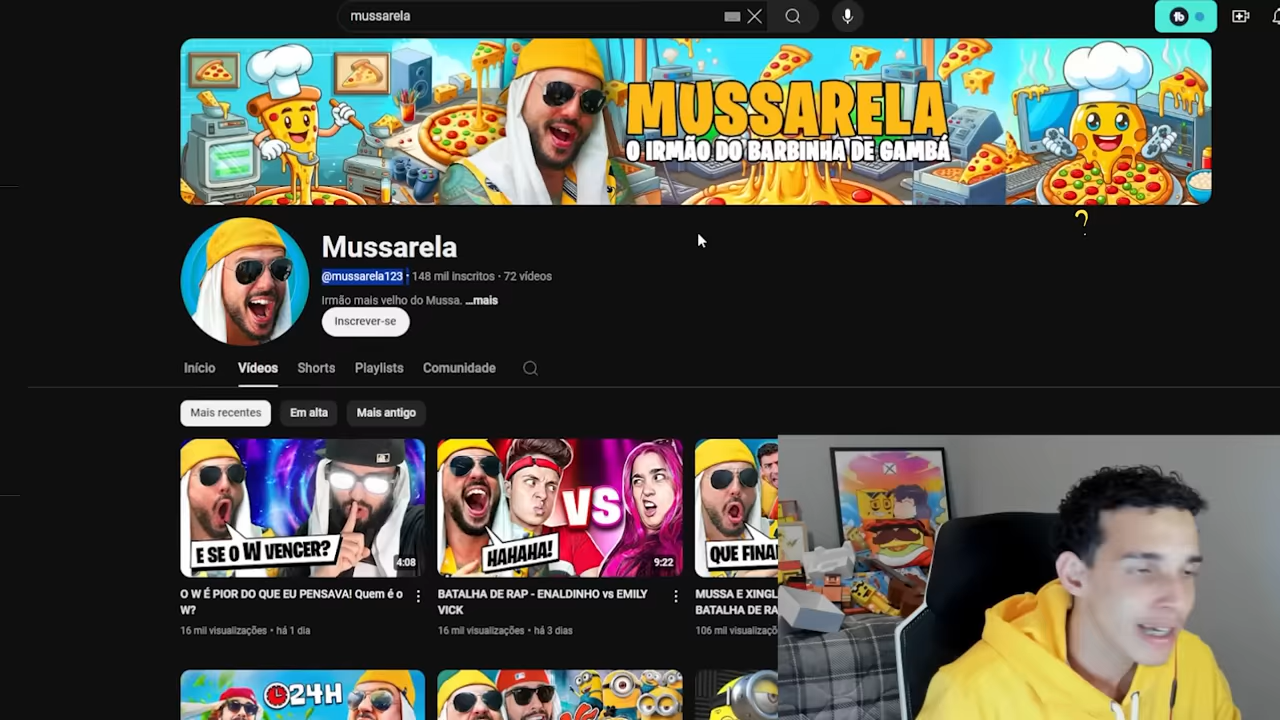 mussarela
MUSSARELA
O IRMÃO DO BARBINHA DE GAMBÁ
?
Mussarela
@mussarela123 · 148 mil inscritos · 72 vídeos
Irmão mais velho do Mussa. ...mais
Inscrever-se
Início Vídeos Shorts Playlists Comunidade
Mais recentes Em alta Mais antigo
E SE O W VENCER?
4:08
VS
HAHAHA!
9:22
QUE FINA
O W É PIOR DO QUE EU PENSAVA! Quem é o
W?
16 mil visualizações • há 1 dia
BATALHA DE RAP - ENALDINHO vs EMILY
VICK
16 mil visualizações • há 3 dias
MUSSA E XINGL
BATALHA DE RA
106 mil visualizaçõ
24H